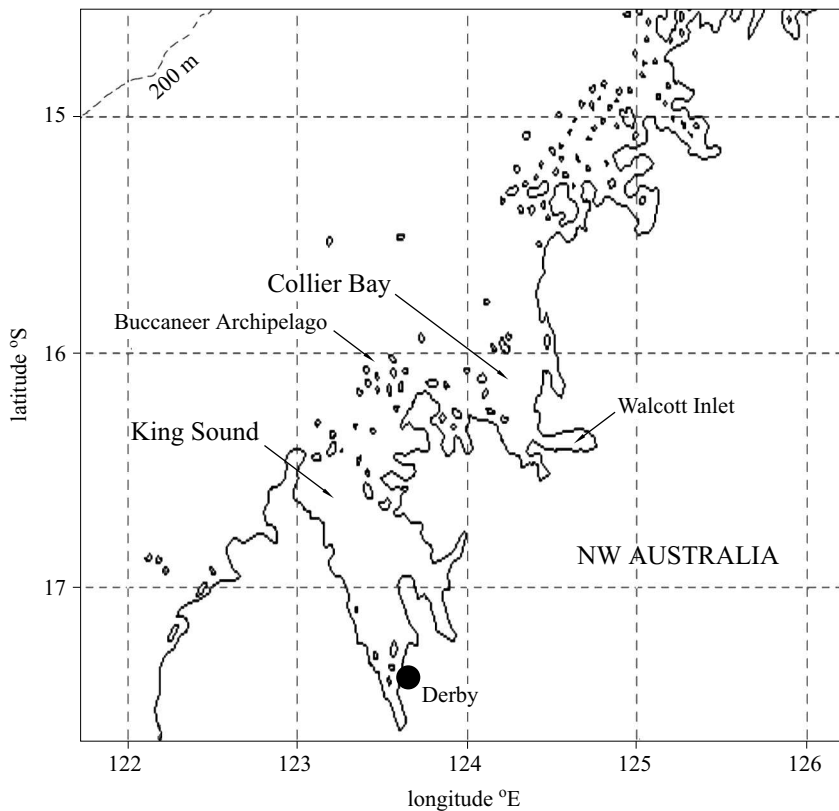 200 m
15
Collier Bay
Buccaneer Archipelago
latitude °S
16
Walcott Inlet
King Sound
NW AUSTRALIA
17
Derby
122
123
124
125
126
longitude °E